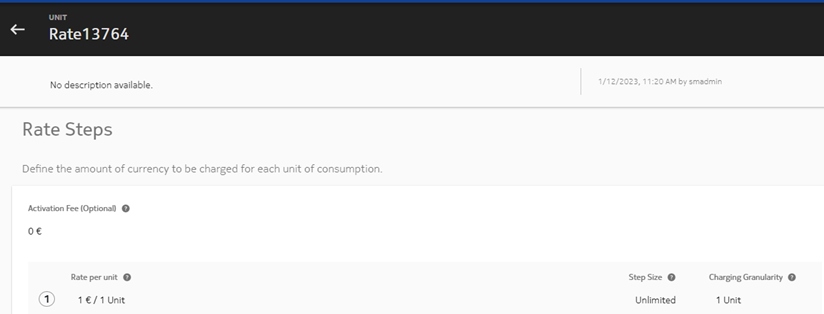 UNIT
Rate13764
No description available.
1/12/2023, 11:20 AM by smadmin
Rate Steps
Define the amount of currency to be charged for each unit of consumption.
Activation Fee (Optional) ?
0 €
Rate per unit ? Step Size ? Charging Granularity ?
1 1 € / 1 Unit Unlimited 1 Unit